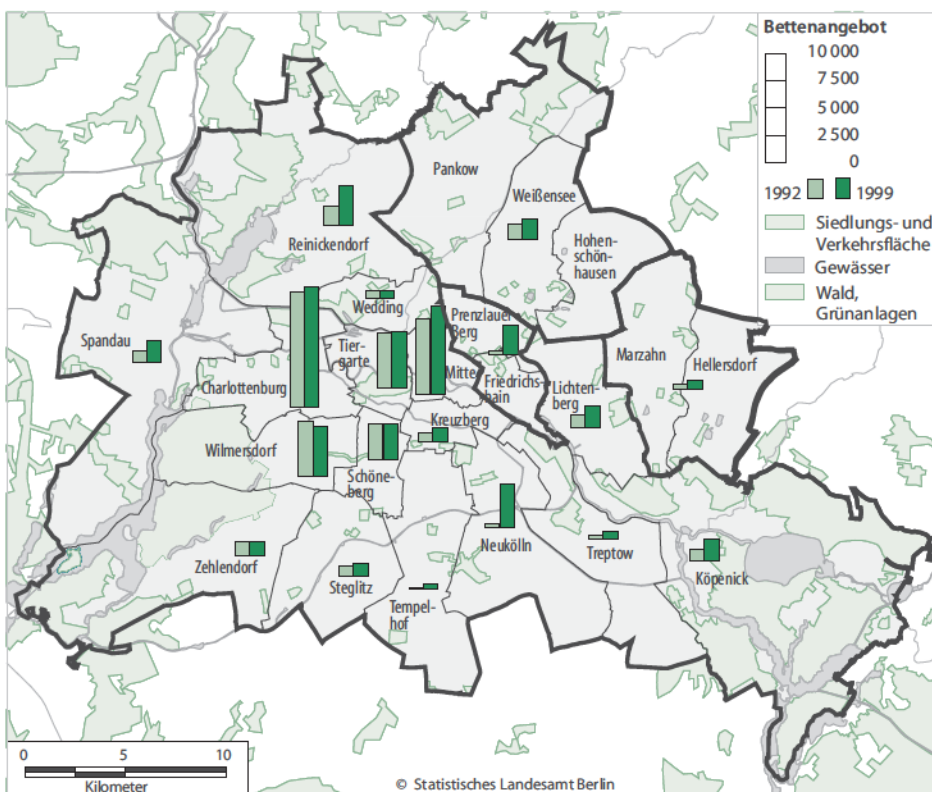 Bettenangebot
10 000
7 500
5 000
2 500
0
1992
1999
Siedlungs- und
Verkehrsfläche
Gewässer
Wald,
Grünanlagen
Pankow
Weißensee
Hohen-
schön-
hausen
Reinickendorf
Wedding
Prenzlauer
Berg
Spandau
Tier-
garte
Mitte
Marzahn
Hellersdorf
Charlottenburg
Friedrichs-
hain
Lichten-
berg
Kreuzberg
Wilmersdorf
Schöne-
berg
Neukölln
Treptow
Zehlendorf
Steglitz
Köpenick
Tempel-
hof
0 5 10
Kilometer
© Statistisches Landesamt Berlin